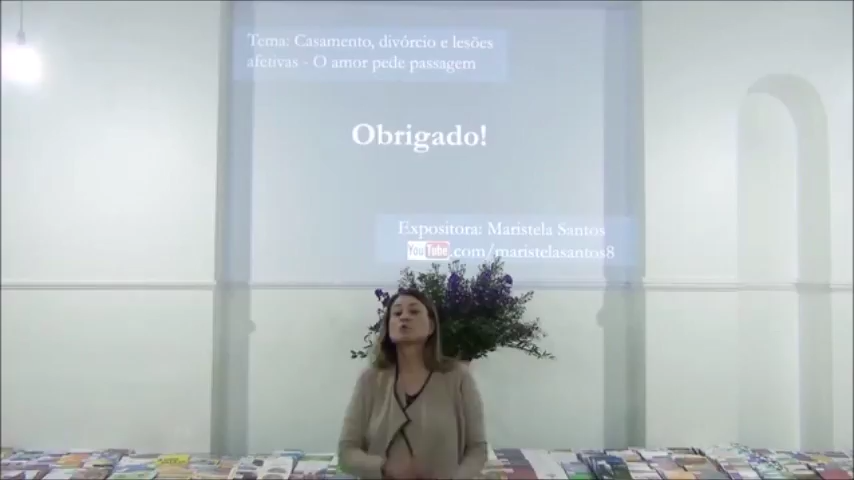 Tema: Casamento, divórcio e lesões
afetivas - O amor pede passagem
Obrigado!
Expositora: Maristela Santos
YouTube.com/maristelasantos8